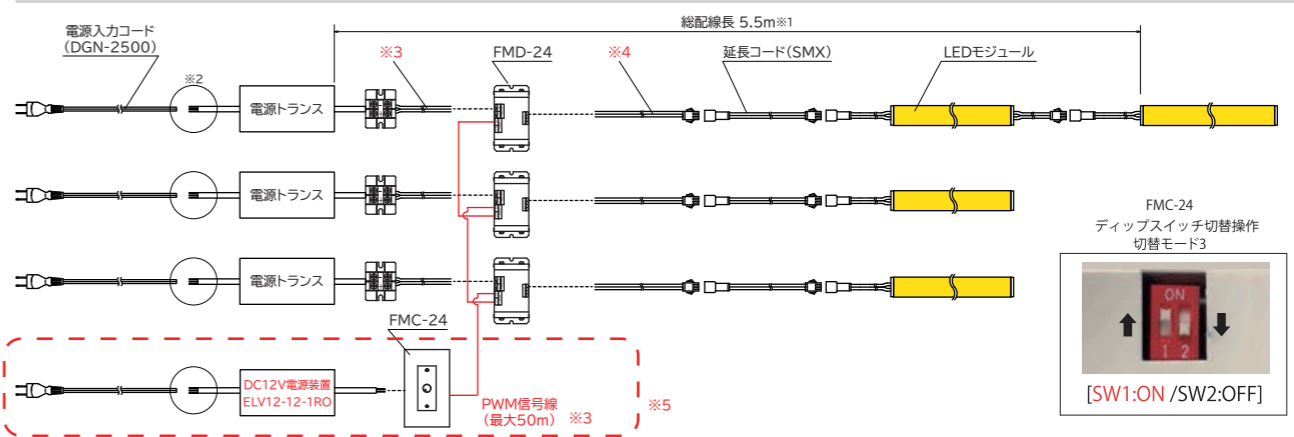 総配線長 5.5m※1
電源入力コード
(DGN-2500)
※3
FMD-24
※4
延長コード(SMX)
LEDモジュール
※2
電源トランス
電源トランス
FMC-24
ディップスイッチ切替操作
切替モード3
ON
1 2
[SW1:ON /SW2:OFF]
電源トランス
FMC-24
DC12V電源装置
ELV12-12-1RO
PWM信号線
(最大50m) ※3
※5